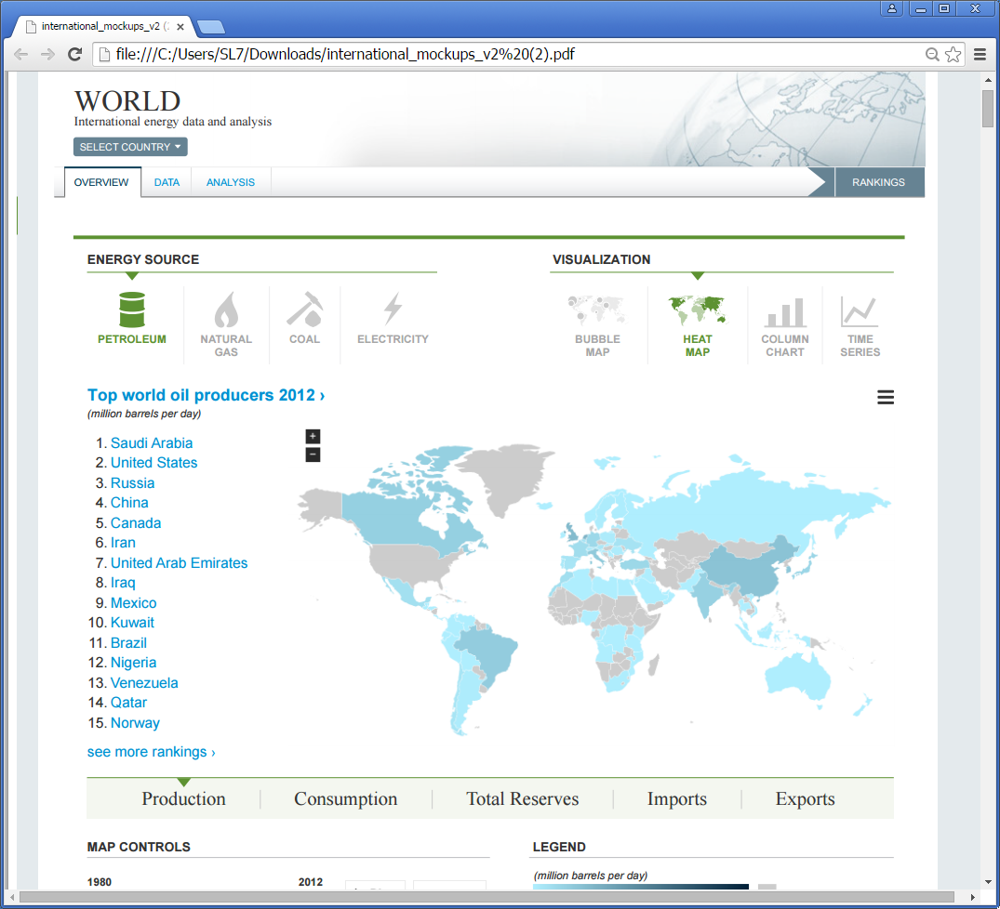 international_mockups_v2 (2
file:///C:/Users/SL7/Downloads/international_mockups_v2%20(2).pdf
WORLD
International energy data and analysis
SELECT COUNTRY
OVERVIEW DATA ANALYSIS RANKINGS
ENERGY SOURCE VISUALIZATION
PETROLEUM NATURAL GAS COAL ELECTRICITY BUBBLE MAP HEAT MAP COLUMN CHART TIME SERIES
Top world oil producers 2012 ›
(million barrels per day)
+
−
1. Saudi Arabia
2. United States
3. Russia
4. China
5. Canada
6. Iran
7. United Arab Emirates
8. Iraq
9. Mexico
10. Kuwait
11. Brazil
12. Nigeria
13. Venezuela
14. Qatar
15. Norway
see more rankings ›
Production Consumption Total Reserves Imports Exports
MAP CONTROLS LEGEND
(million barrels per day)
1980 2012